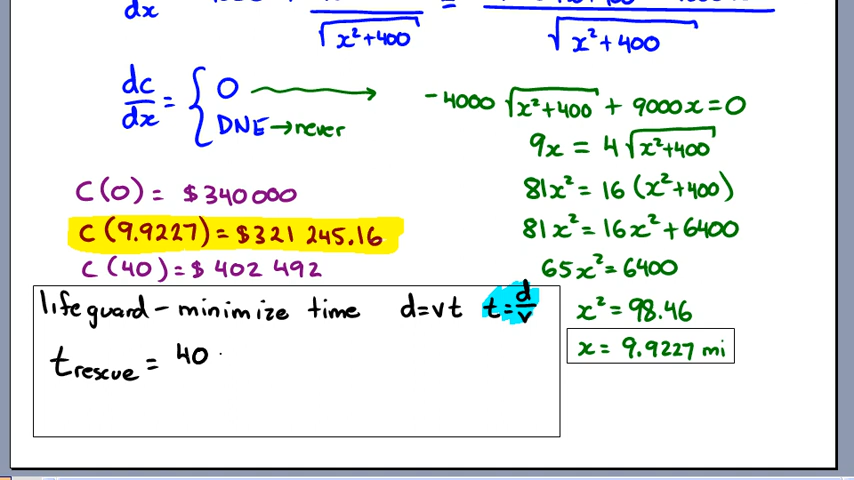 dx
=
√x²+400
√x²+400
dc/dx = { 0
DNE → never
-4000 √x²+400 + 9000x = 0
9x = 4√x²+400
81x² = 16 (x²+400)
81x² = 16x² + 6400
65x² = 6400
x² = 98.46
x = 9.9227 mi
C(0) = $340000
C(9.9227) = $321 245.16
C(40) = $402 492
lifeguard - minimize time d=vt t=d/v
t rescue = 40